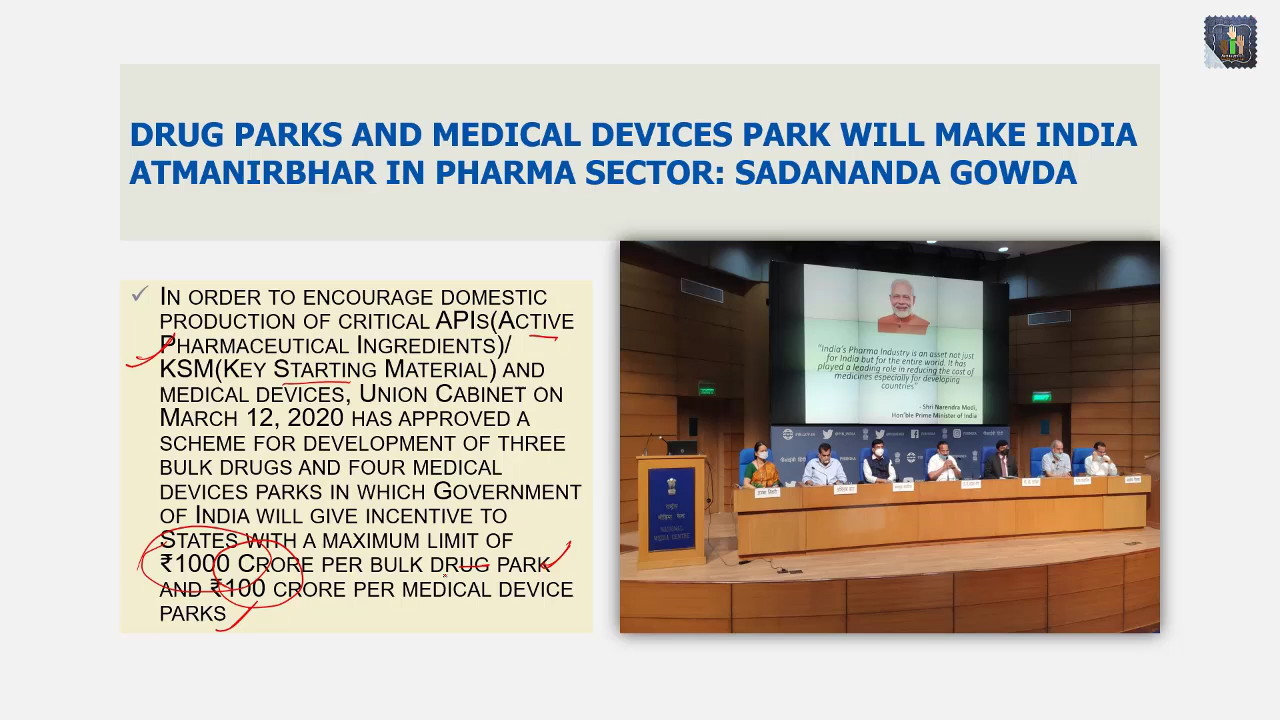 DRUG PARKS AND MEDICAL DEVICES PARK WILL MAKE INDIA
ATMANIRBHAR IN PHARMA SECTOR: SADANANDA GOWDA
IN ORDER TO ENCOURAGE DOMESTIC
PRODUCTION OF CRITICAL APIS(ACTIVE
PHARMACEUTICAL INGREDIENTS)/
KSM(KEY STARTING MATERIAL) AND
MEDICAL DEVICES, UNION CABINET ON
MARCH 12, 2020 HAS APPROVED A
SCHEME FOR DEVELOPMENT OF THREE
BULK DRUGS AND FOUR MEDICAL
DEVICES PARKS IN WHICH GOVERNMENT
OF INDIA WILL GIVE INCENTIVE TO
STATES WITH A MAXIMUM LIMIT OF
₹1000 CRORE PER BULK DRUG PARK
AND ₹100 CRORE PER MEDICAL DEVICE
PARKS
"India's Pharma Industry is an asset not just
for India but for the entire world. It has
played a leading role in reducing the cost of
medicines especially for developing
countries"
- Shri Narendra Modi,
Hon'ble Prime Minister of India
NATIONAL
MEDIA CENTRE